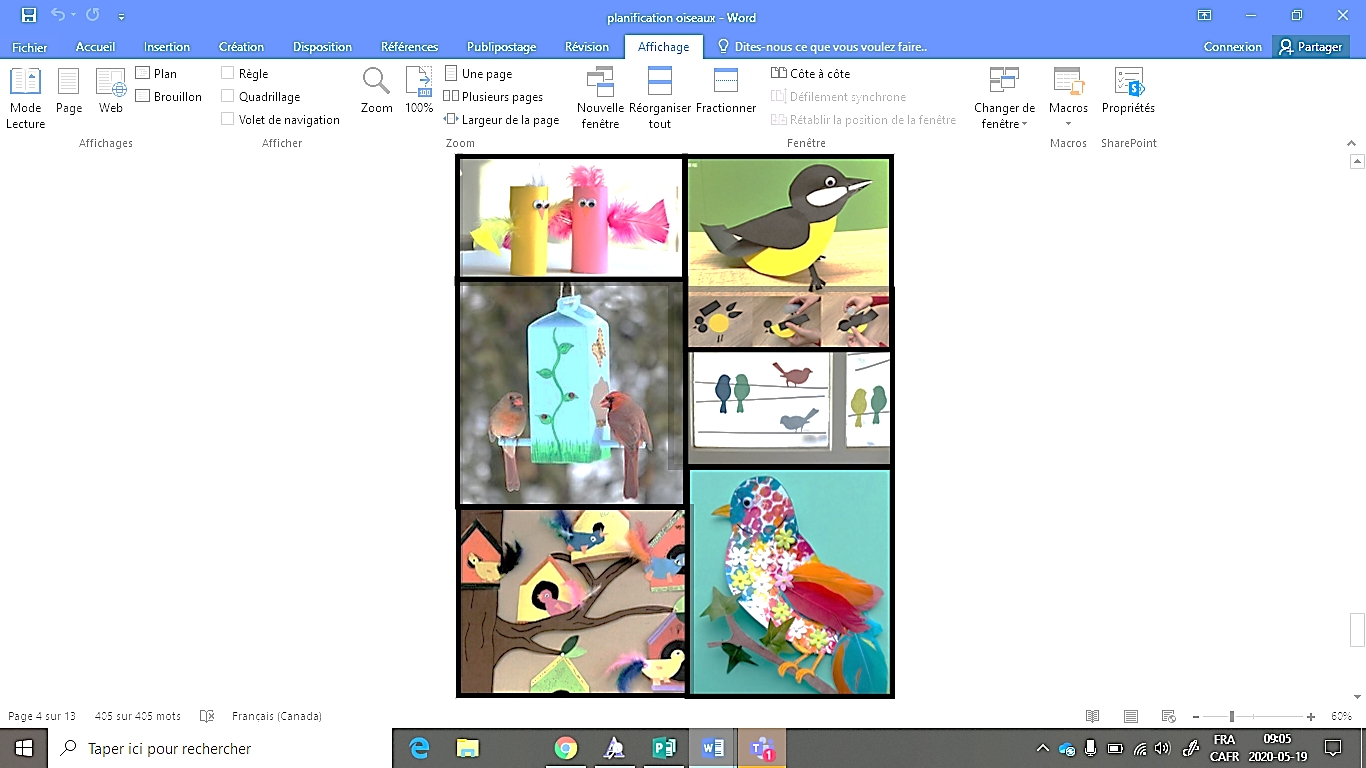 planification oiseaux - Word
Fichier Accueil Insertion Création Disposition Références Publipostage Révision Affichage Dites-nous ce que vous voulez faire.. Connexion Partager
Mode Lecture
Page
Web
Plan
Brouillon
Affichages
Règle
Quadrillage
Volet de navigation
Afficher
Zoom
100%
Une page
Plusieurs pages
Largeur de la page
Zoom
Nouvelle fenêtre
Réorganiser tout
Fractionner
Côte à côte
Défilement synchrone
Rétablir la position de la fenêtre
Fenêtre
Changer de fenêtre
Macros
Macros
Propriétés
SharePoint
Page 4 sur 13 405 sur 405 mots Français (Canada) 60%
Taper ici pour rechercher
FRA 09:05
CAFR 2020-05-19